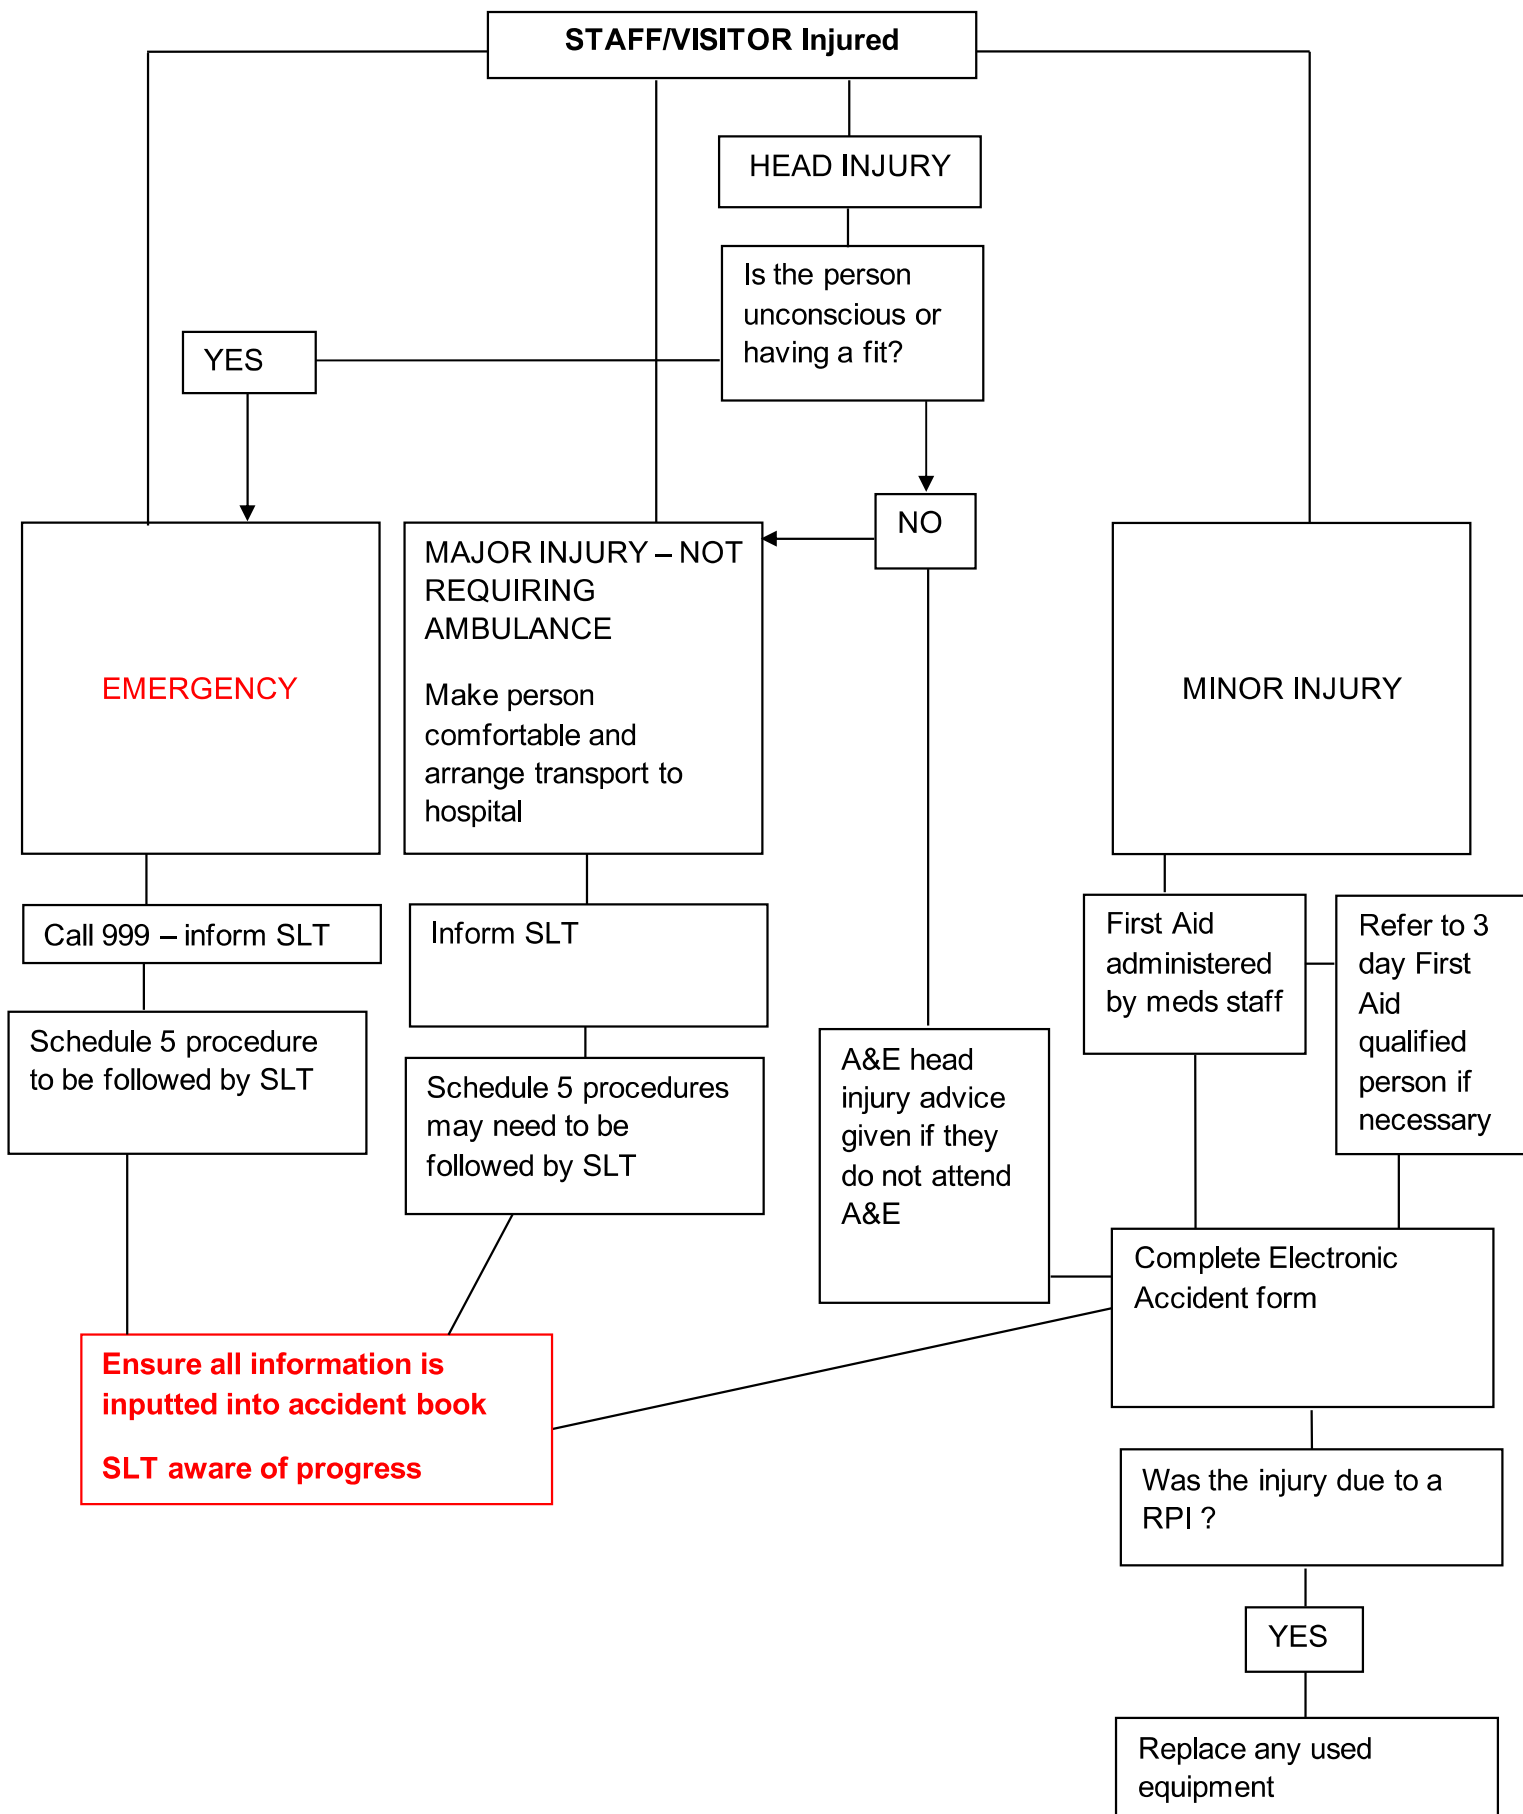 STAFF/VISITOR Injured
HEAD INJURY
Is the person
unconscious or
having a fit?
YES
NO
EMERGENCY
MAJOR INJURY – NOT
REQUIRING
AMBULANCE
Make person
comfortable and
arrange transport to
hospital
MINOR INJURY
Call 999 – inform SLT
Inform SLT
First Aid
administered
by meds staff
Refer to 3
day First
Aid
qualified
person if
necessary
Schedule 5 procedure
to be followed by SLT
Schedule 5 procedures
may need to be
followed by SLT
A&E head
injury advice
given if they
do not attend
A&E
Complete Electronic
Accident form
Ensure all information is
inputted into accident book
SLT aware of progress
Was the injury due to a
RPI ?
YES
Replace any used
equipment